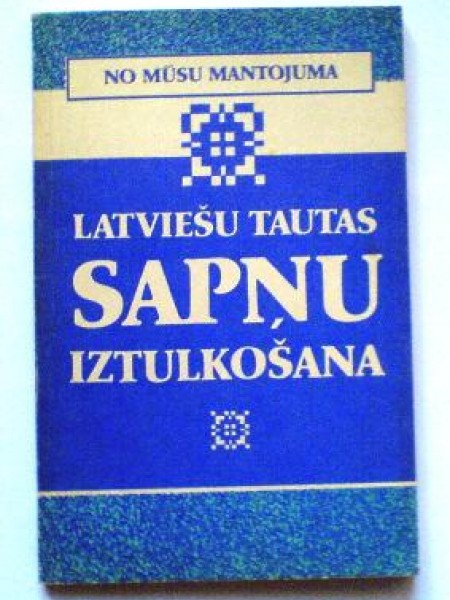 NO MŪSU MANTOJUMA
LATVIEŠU TAUTAS
SAPŅU
IZTULKOŠANA